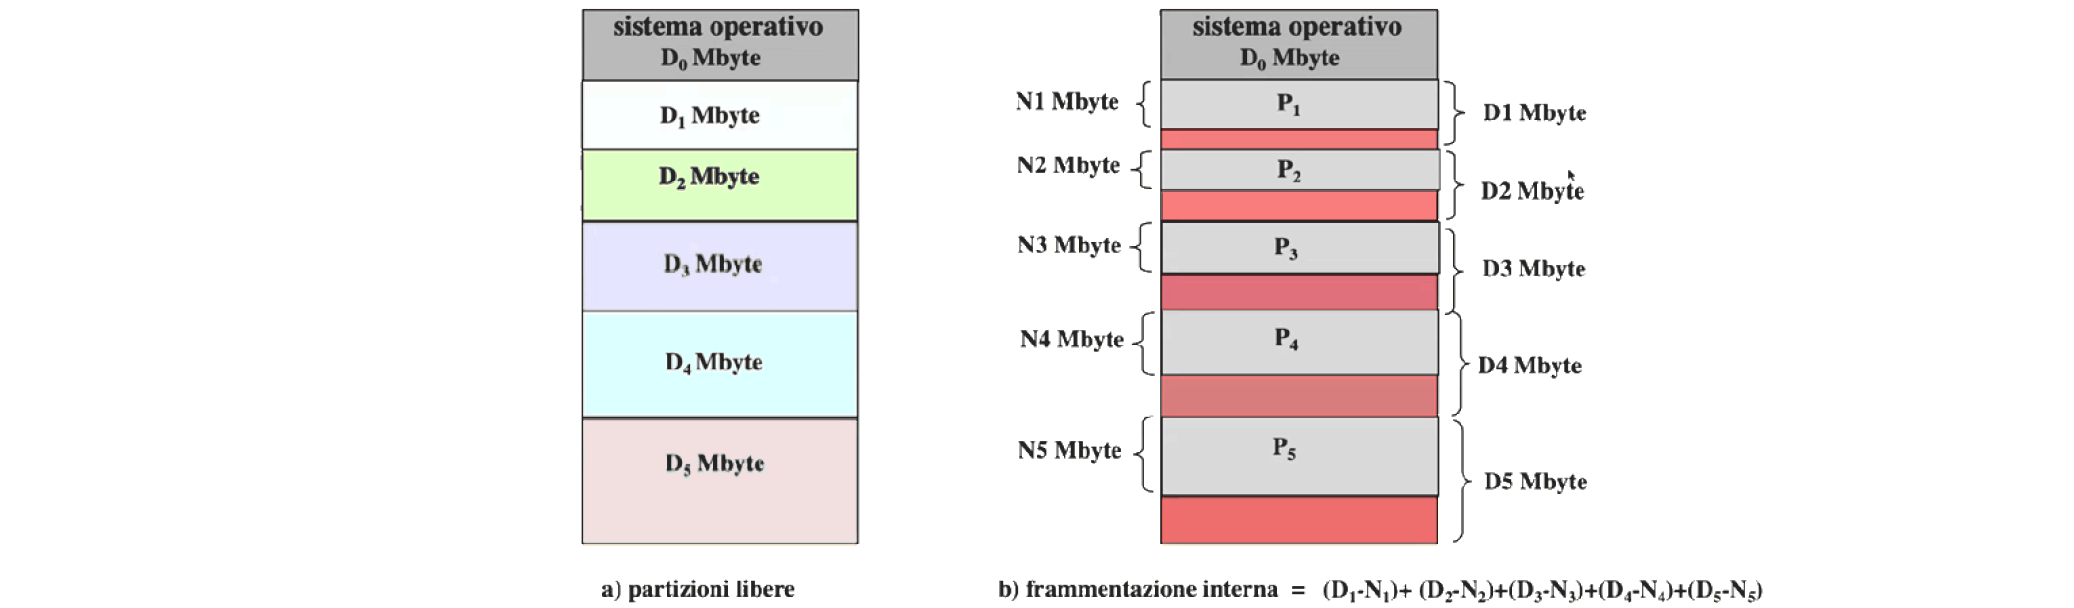 sistema operativo
D₀ Mbyte
D₁ Mbyte
D₂ Mbyte
D₃ Mbyte
D₄ Mbyte
D₅ Mbyte
a) partizioni libere
sistema operativo
D₀ Mbyte
N1 Mbyte
P₁
D1 Mbyte
N2 Mbyte
P₂
D2 Mbyte
N3 Mbyte
P₃
D3 Mbyte
N4 Mbyte
P₄
D4 Mbyte
N5 Mbyte
P₅
D5 Mbyte
b) frammentazione interna = (D₁-N₁)+ (D₂-N₂)+(D₃-N₃)+(D₄-N₄)+(D₅-N₅)